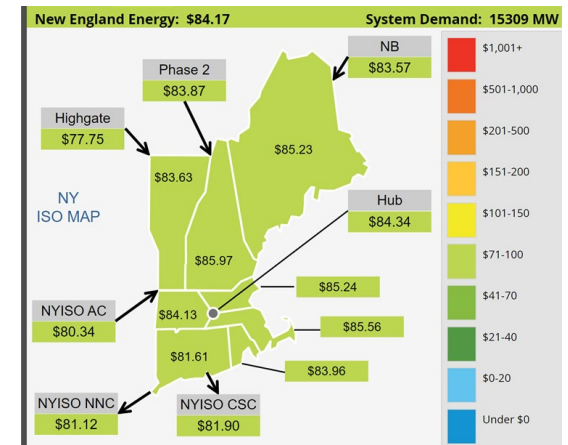 New England Energy: $84.17
System Demand: 15309 MW
NB
$83.57
Phase 2
$83.87
Highgate
$77.75
$85.23
$83.63
NY
ISO MAP
Hub
$84.34
$85.97
$85.24
NYISO AC
$80.34
$84.13
$85.56
$81.61
$83.96
NYISO NNC
$81.12
NYISO CSC
$81.90
$1,001+
$501-1,000
$201-500
$151-200
$101-150
$71-100
$41-70
$21-40
$0-20
Under $0